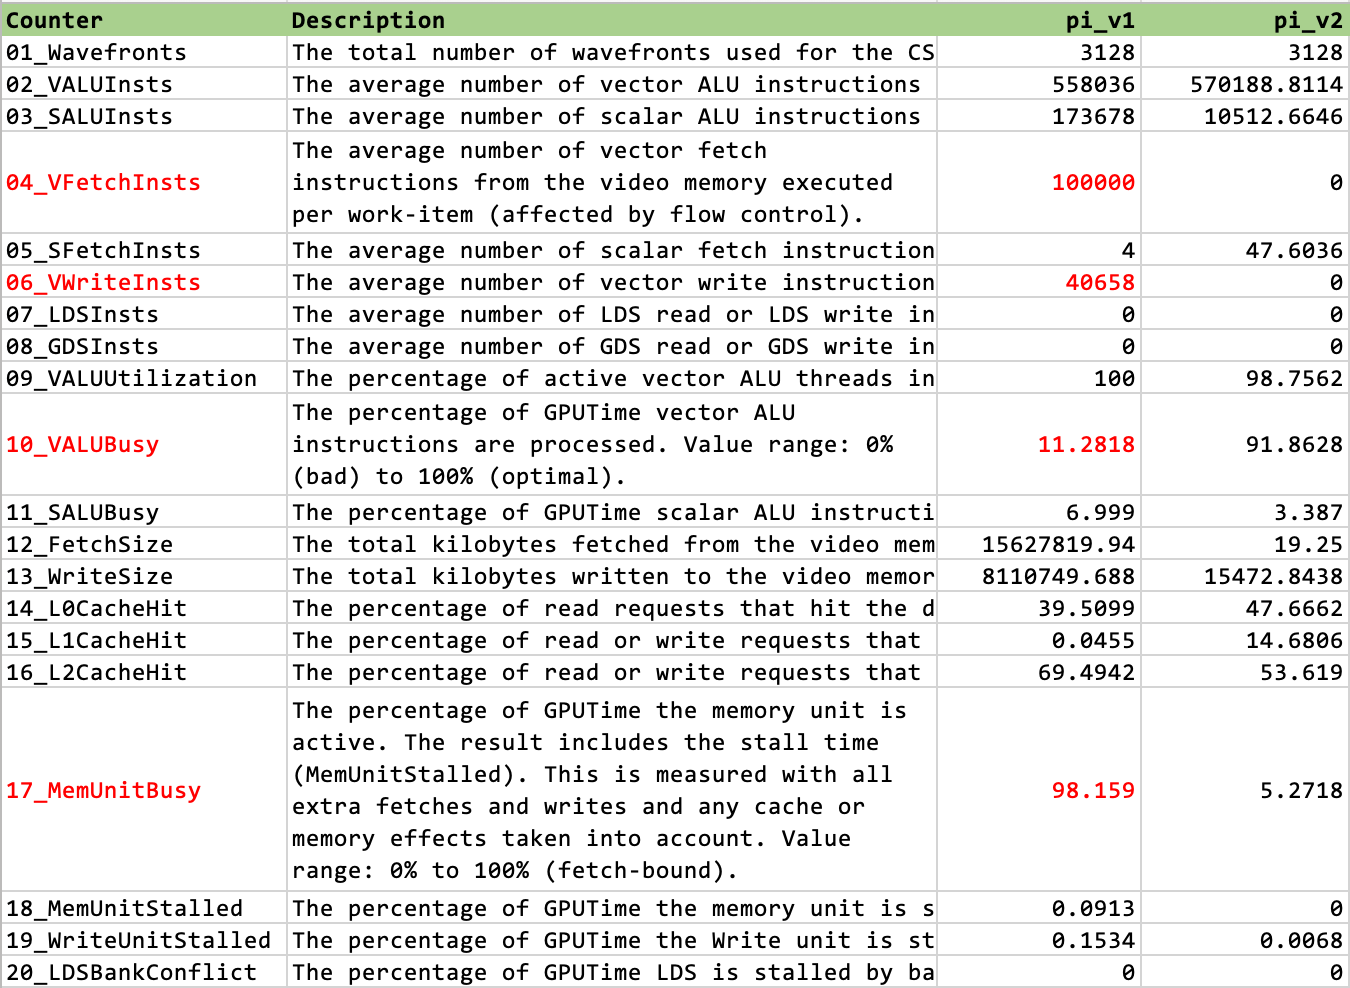 Counter Description pi_v1 pi_v2
01_Wavefronts The total number of wavefronts used for the CS 3128 3128
02_VALUInsts The average number of vector ALU instructions 558036 570188.8114
03_SALUInsts The average number of scalar ALU instructions 173678 10512.6646
The average number of vector fetch
04_VFetchInsts instructions from the video memory executed 100000 0
per work-item (affected by flow control).
05_SFetchInsts The average number of scalar fetch instruction 4 47.6036
06_VWriteInsts The average number of vector write instruction 40658 0
07_LDSInsts The average number of LDS read or LDS write in 0 0
08_GDSInsts The average number of GDS read or GDS write in 0 0
09_VALUUtilization The percentage of active vector ALU threads in 100 98.7562
The percentage of GPUTime vector ALU
10_VALUBusy instructions are processed. Value range: 0% 11.2818 91.8628
(bad) to 100% (optimal).
11_SALUBusy The percentage of GPUTime scalar ALU instructi 6.999 3.387
12_FetchSize The total kilobytes fetched from the video mem 15627819.94 19.25
13_WriteSize The total kilobytes written to the video memor 8110749.688 15472.8438
14_L0CacheHit The percentage of read requests that hit the d 39.5099 47.6662
15_L1CacheHit The percentage of read or write requests that 0.0455 14.6806
16_L2CacheHit The percentage of read or write requests that 69.4942 53.619
The percentage of GPUTime the memory unit is
active. The result includes the stall time
(MemUnitStalled). This is measured with all
17_MemUnitBusy extra fetches and writes and any cache or 98.159 5.2718
memory effects taken into account. Value
range: 0% to 100% (fetch-bound).
18_MemUnitStalled The percentage of GPUTime the memory unit is s 0.0913 0
19_WriteUnitStalled The percentage of GPUTime the Write unit is st 0.1534 0.0068
20_LDSBankConflict The percentage of GPUTime LDS is stalled by ba 0 0